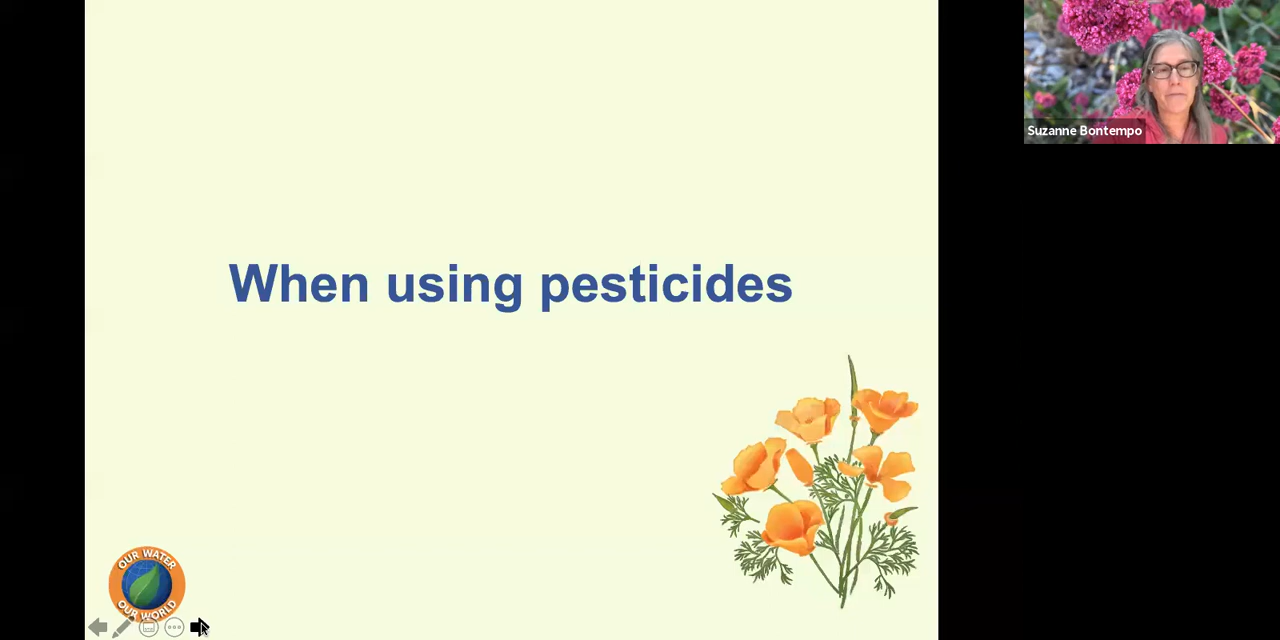 Suzanne Bontempo
When using pesticides
OUR WATER
OUR WORLD